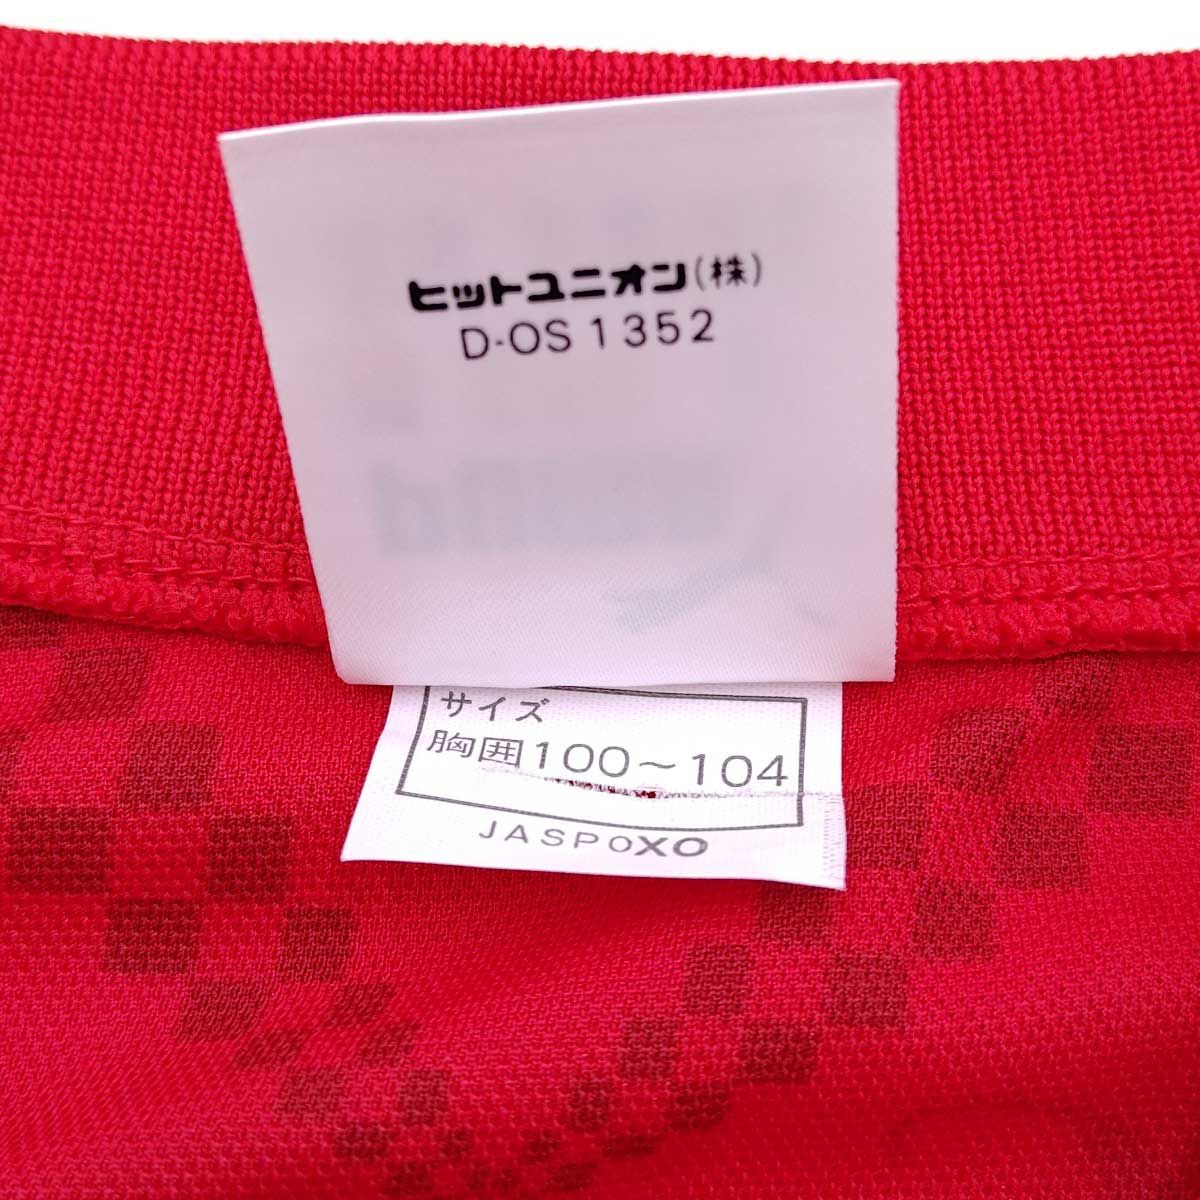 ヒットユニオン(株)
D-OS 1352
サイズ
胸囲100～104
JASPOXO